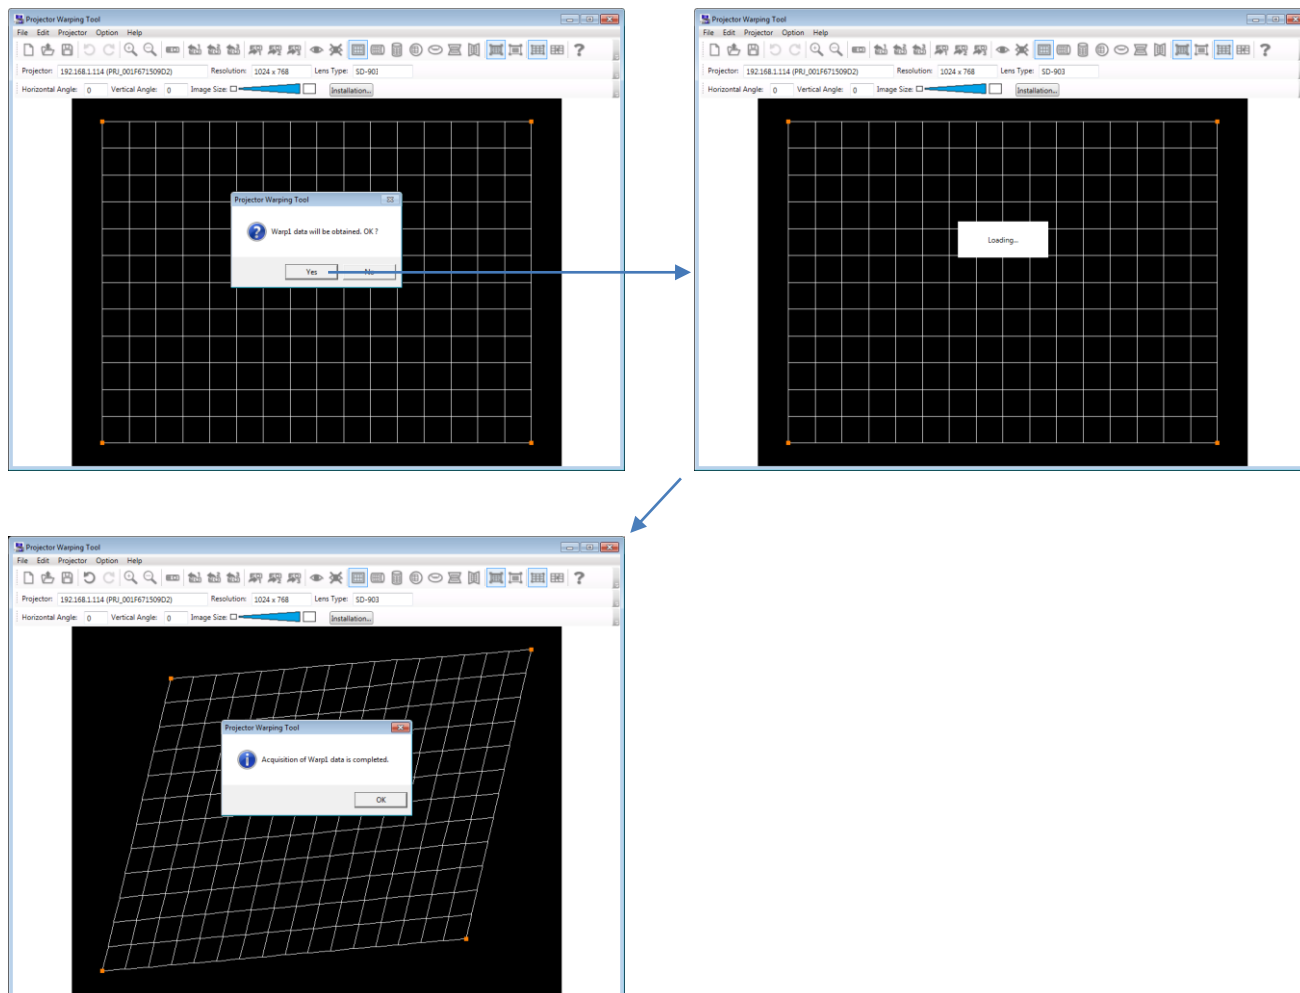 Projector Warping Tool
File Edit Projector Option Help
Projector: 192.168.1.114 (PRJ_001F671509D2) Resolution: 1024 x 768 Lens Type: SD-903
Horizontal Angle: 0 Vertical Angle: 0 Image Size: Installation...
Projector Warping Tool
Warp1 data will be obtained. OK ?
Yes No
Projector Warping Tool
File Edit Projector Option Help
Projector: 192.168.1.114 (PRJ_001F671509D2) Resolution: 1024 x 768 Lens Type: SD-903
Horizontal Angle: 0 Vertical Angle: 0 Image Size: Installation...
Loading...
Projector Warping Tool
File Edit Projector Option Help
Projector: 192.168.1.114 (PRJ_001F671509D2) Resolution: 1024 x 768 Lens Type: SD-903
Horizontal Angle: 0 Vertical Angle: 0 Image Size: Installation...
Projector Warping Tool
Acquisition of Warp1 data is completed.
OK